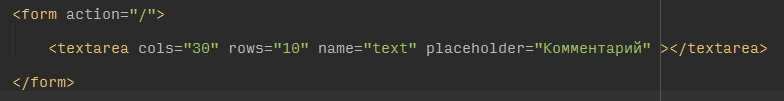 <form action="/">
<textarea cols="30" rows="10" name="text" placeholder="Комментарий" ></textarea>
</form>